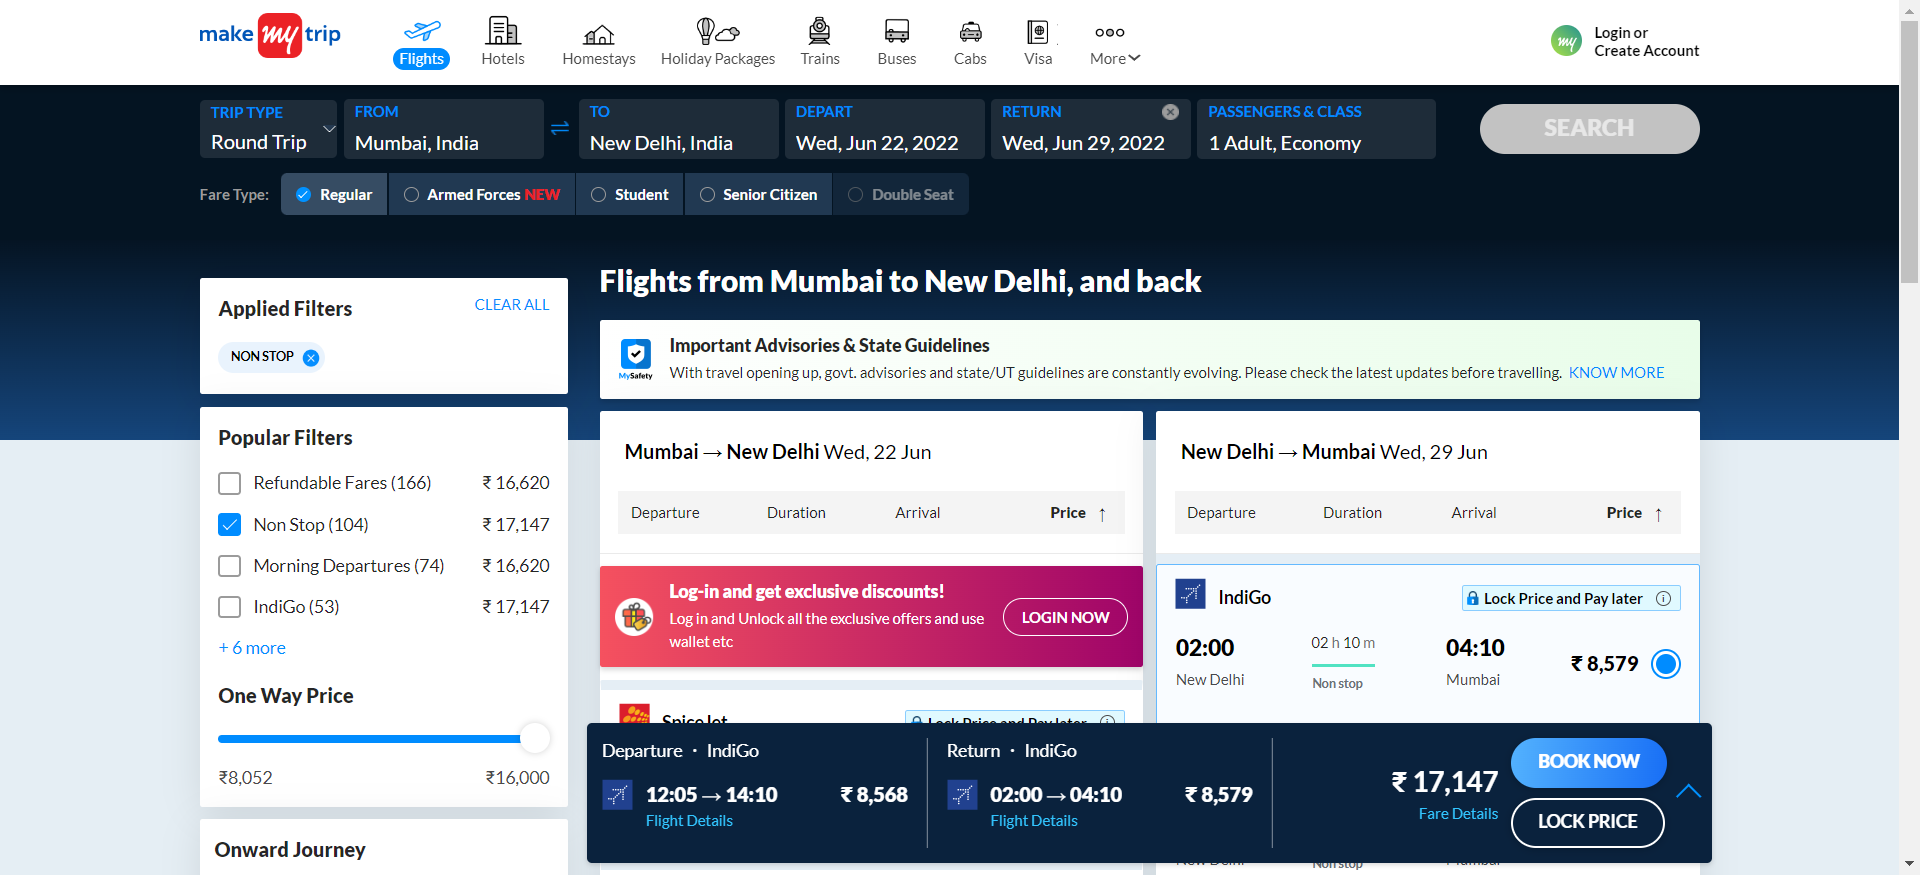 make my trip
Flights
Hotels
Homestays
Holiday Packages
Trains
Buses
Cabs
Visa
More
my
Login or
Create Account
TRIP TYPE
Round Trip
FROM
Mumbai, India
TO
New Delhi, India
DEPART
Wed, Jun 22, 2022
RETURN
Wed, Jun 29, 2022
PASSENGERS & CLASS
1 Adult, Economy
SEARCH
Fare Type:
Regular
Armed Forces NEW
Student
Senior Citizen
Double Seat
Applied Filters
CLEAR ALL
NON STOP
Popular Filters
Refundable Fares (166) ₹ 16,620
Non Stop (104) ₹ 17,147
Morning Departures (74) ₹ 16,620
IndiGo (53) ₹ 17,147
+ 6 more
One Way Price
₹8,052 ₹16,000
Onward Journey
Flights from Mumbai to New Delhi, and back
MySafety
Important Advisories & State Guidelines
With travel opening up, govt. advisories and state/UT guidelines are constantly evolving. Please check the latest updates before travelling. KNOW MORE
Mumbai → New Delhi Wed, 22 Jun
Departure Duration Arrival Price ↑
Log-in and get exclusive discounts!
Log in and Unlock all the exclusive offers and use
wallet etc
LOGIN NOW
SpiceJet
Lock Price and Pay later
New Delhi → Mumbai Wed, 29 Jun
Departure Duration Arrival Price ↑
IndiGo
Lock Price and Pay later
02:00 02 h 10 m 04:10 ₹ 8,579
New Delhi Non stop Mumbai
Departure · IndiGo
12:05 → 14:10 ₹ 8,568
Flight Details
Return · IndiGo
02:00 → 04:10 ₹ 8,579
Flight Details
₹ 17,147
Fare Details
BOOK NOW
LOCK PRICE
New Delhi Non stop Mumbai